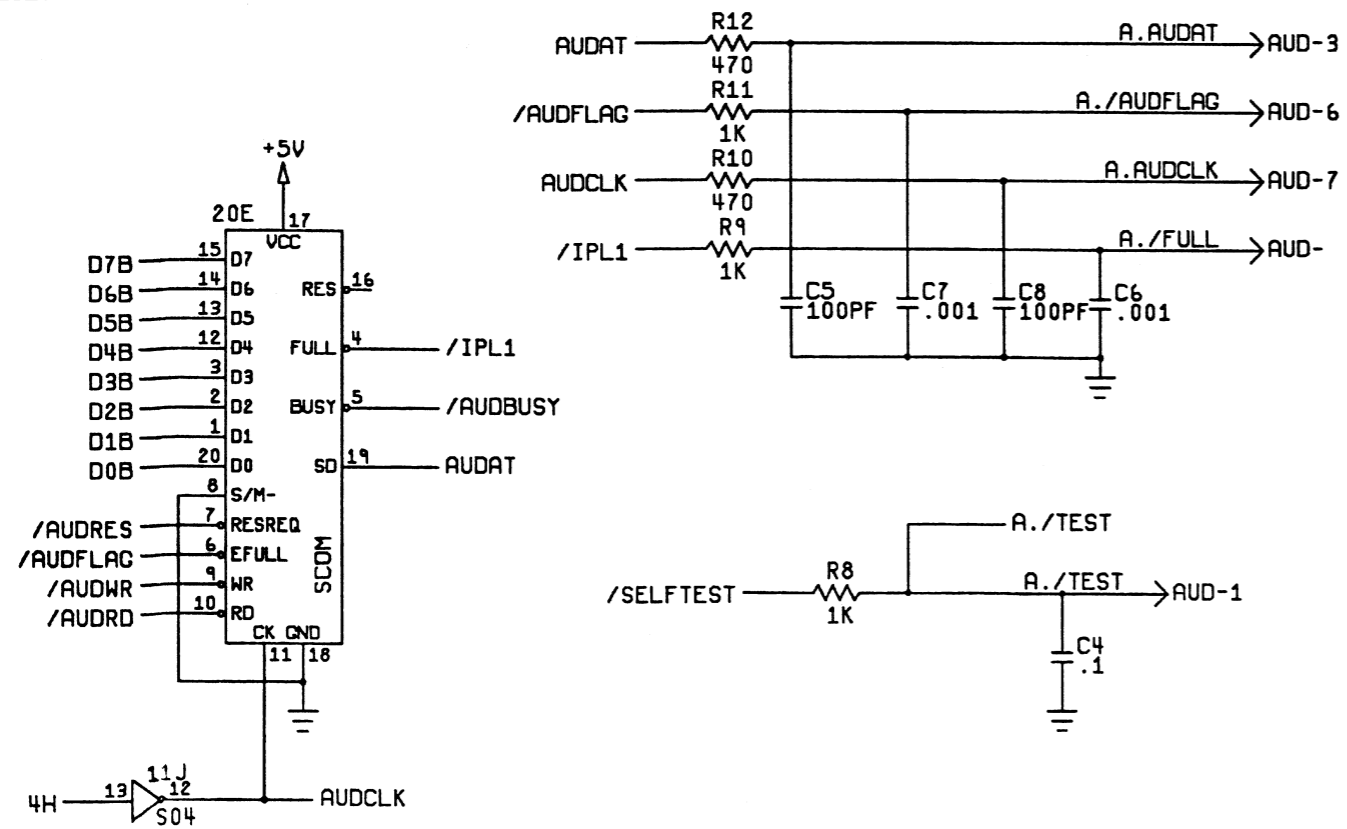 R12
AUDAT
470
A.AUDAT
AUD-3
R11
/AUDFLAG
1K
A./AUDFLAG
AUD-6
R10
AUDCLK
470
A.AUDCLK
AUD-7
R9
/IPL1
1K
A./FULL
AUD-
C5
100PF
C7
.001
C8
100PF
C6
.001
+5V
20E
17
VCC
D7B 15 D7
D6B 14 D6
D5B 13 D5
D4B 12 D4
D3B 3 D3
D2B 2 D2
D1B 1 D1
D0B 20 D0
8 S/M-
/AUDRES 7 RESREQ
/AUDFLAG 6 EFULL
/AUDWR 9 WR
/AUDRD 10 RD
RES 16
FULL 4 /IPL1
BUSY 5 /AUDBUSY
SD 19 AUDAT
SCOM
CK GND
11 18
11J
4H 13 12 AUDCLK
S04
A./TEST
/SELFTEST
R8
1K
A./TEST
AUD-1
C4
.1